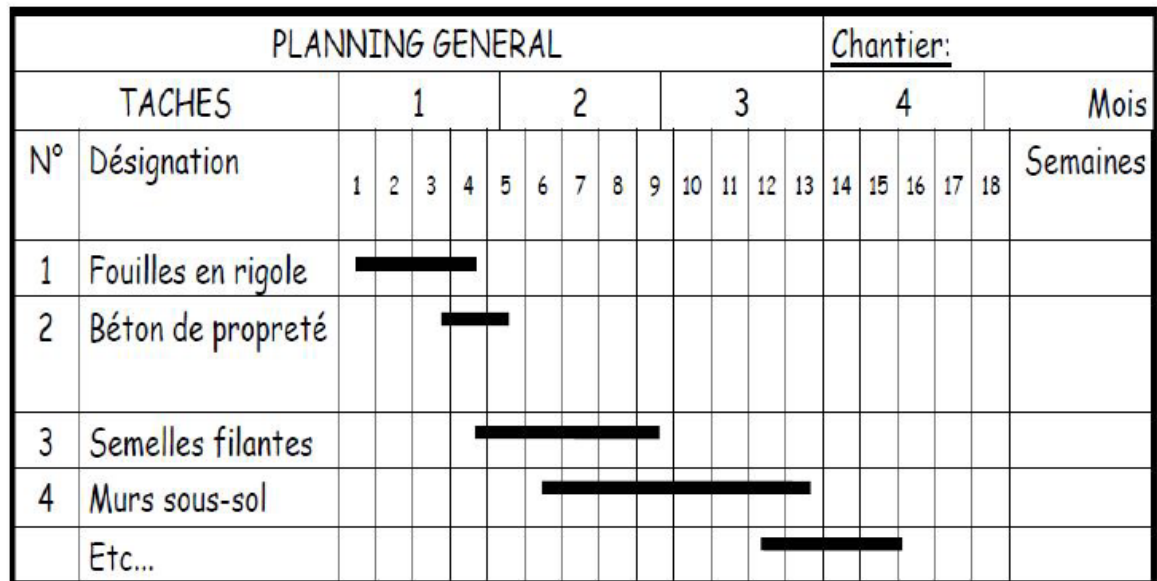 PLANNING GENERAL Chantier:
TACHES 1 2 3 4 Mois
N° Désignation 1 2 3 4 5 6 7 8 9 10 11 12 13 14 15 16 17 18 Semaines
1 Fouilles en rigole
2 Béton de propreté
3 Semelles filantes
4 Murs sous-sol
Etc...